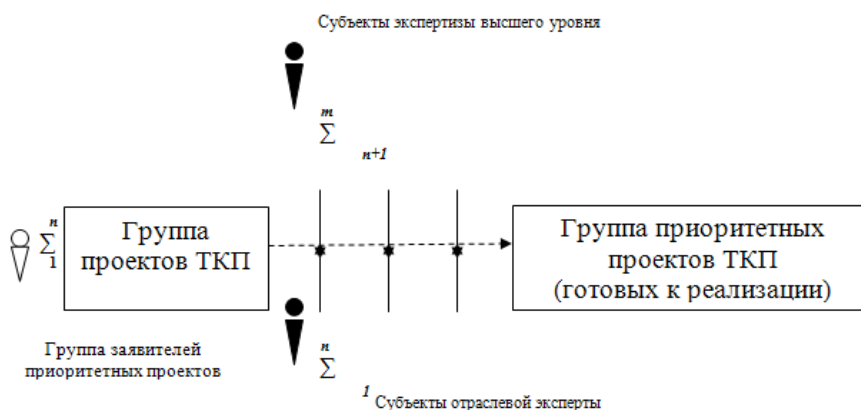 Субъекты экспертизы высшего уровня
m
∑
n+1
n
∑
1
Группа
проектов ТКП
Группа приоритетных
проектов ТКП
(готовых к реализации)
Группа заявителей
приоритетных проектов
n
∑
1 Субъекты отраслевой эксперты